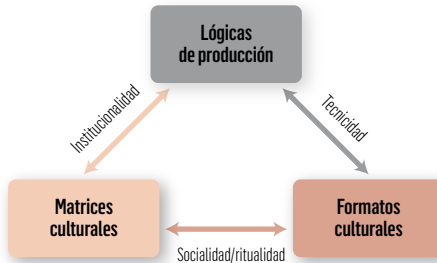 Lógicas
de producción
Institucionalidad
Tecnicidad
Matrices
culturales
Formatos
culturales
Socialidad/ritualidad